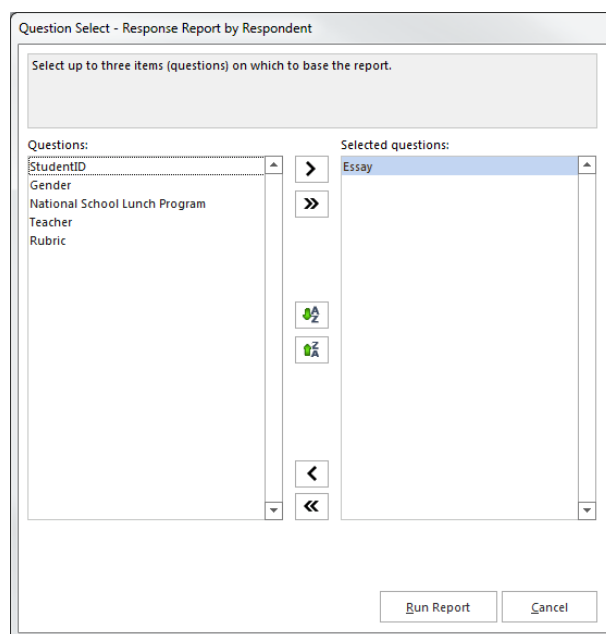 Question Select - Response Report by Respondent
Select up to three items (questions) on which to base the report.
Questions:
StudentID
Gender
National School Lunch Program
Teacher
Rubric
Selected questions:
Essay
A
Z
Z
A
Run Report
Cancel